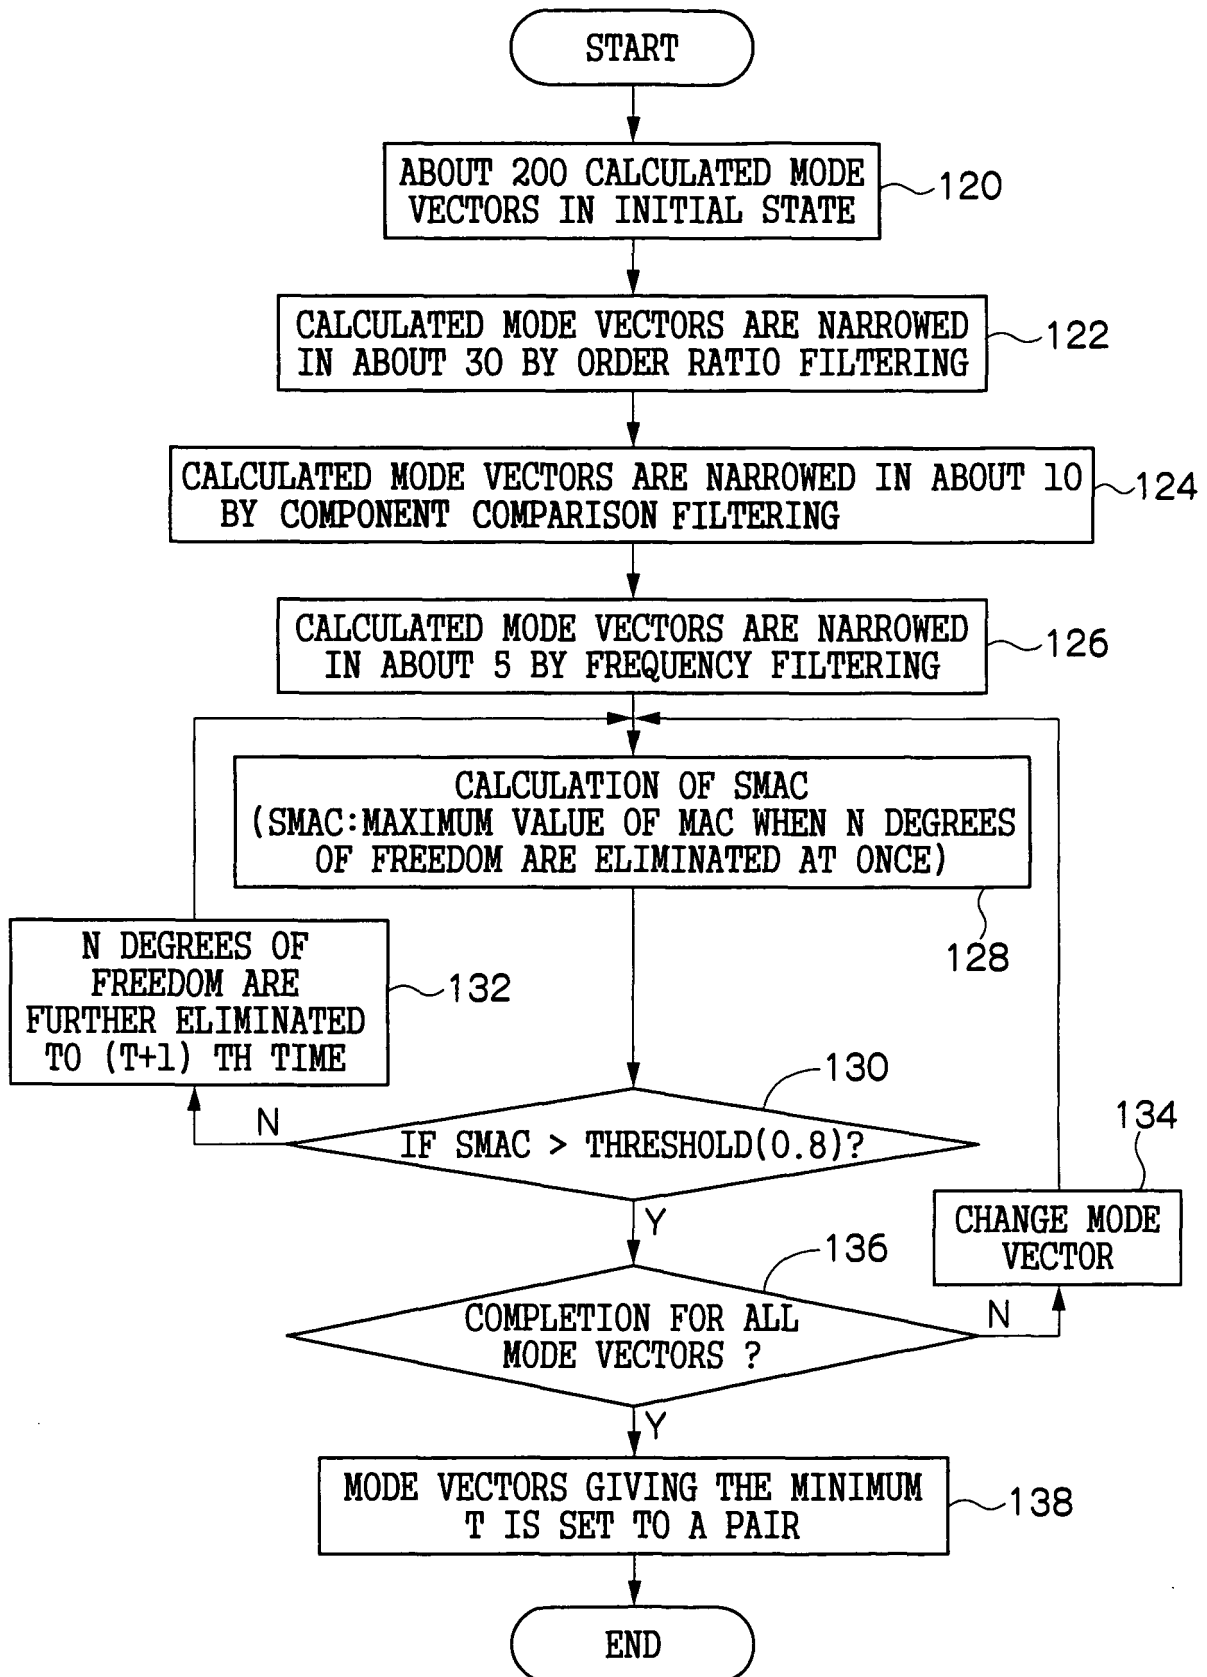 START
ABOUT 200 CALCULATED MODE
VECTORS IN INITIAL STATE
120
CALCULATED MODE VECTORS ARE NARROWED
IN ABOUT 30 BY ORDER RATIO FILTERING
122
CALCULATED MODE VECTORS ARE NARROWED IN ABOUT 10
BY COMPONENT COMPARISON FILTERING
124
CALCULATED MODE VECTORS ARE NARROWED
IN ABOUT 5 BY FREQUENCY FILTERING
126
CALCULATION OF SMAC
(SMAC:MAXIMUM VALUE OF MAC WHEN N DEGREES
OF FREEDOM ARE ELIMINATED AT ONCE)
128
N DEGREES OF
FREEDOM ARE
FURTHER ELIMINATED
TO (T+1) TH TIME
132
130
N
IF SMAC > THRESHOLD(0.8)?
134
CHANGE MODE
VECTOR
Y
136
COMPLETION FOR ALL
MODE VECTORS ?
N
Y
MODE VECTORS GIVING THE MINIMUM
T IS SET TO A PAIR
138
END